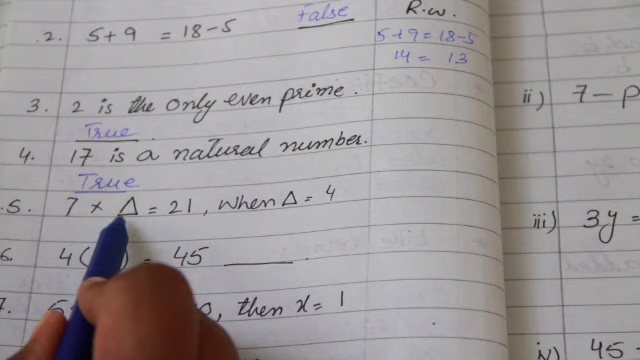 2. 5+9 = 18-5 False
R.W.
5+9 = 18-5
14 = 13
3. 2 is the only even prime.
True
4. 17 is a natural number.
True
5. 7 × Δ = 21, when Δ = 4
6. 4 ( ) = 45
7. then x = 1
ii) 7 - P
iii) 3y =
iv) 45